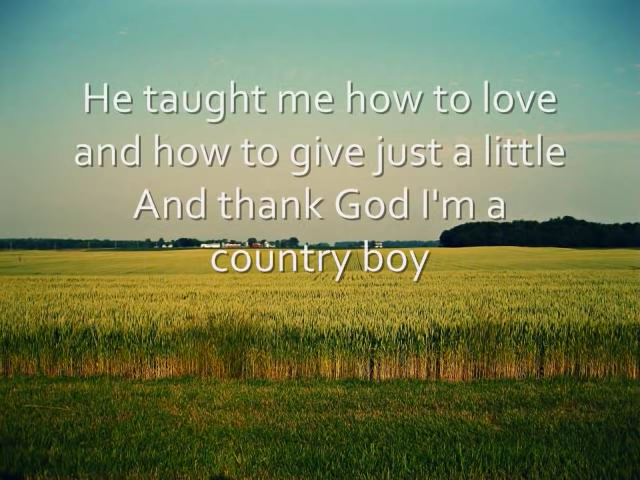 He taught me how to love
and how to give just a little
And thank God I'm a
country boy